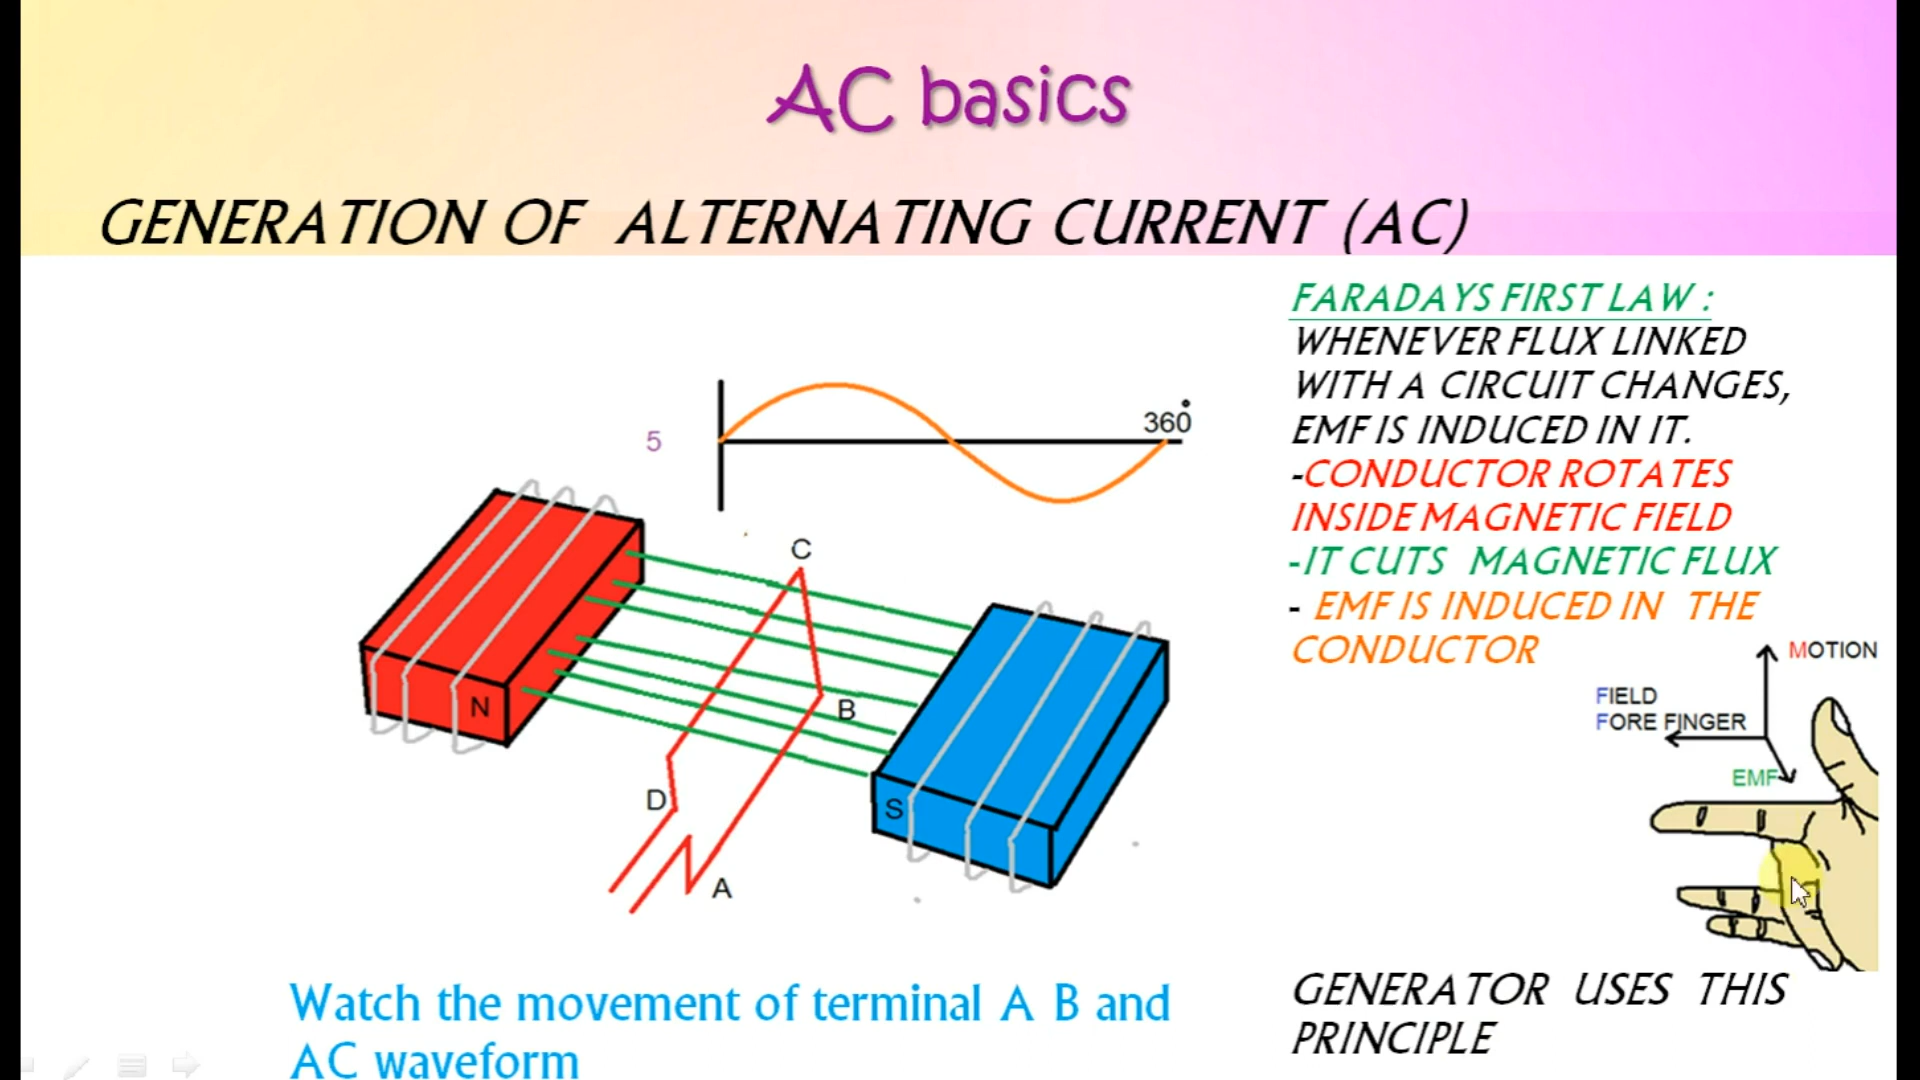 AC basics
GENERATION OF ALTERNATING CURRENT (AC)
FARADAYS FIRST LAW :
WHENEVER FLUX LINKED
WITH A CIRCUIT CHANGES,
EMF IS INDUCED IN IT.
-CONDUCTOR ROTATES
INSIDE MAGNETIC FIELD
-IT CUTS MAGNETIC FLUX
- EMF IS INDUCED IN THE
CONDUCTOR
5
360°
C
B
N
D
S
A
MOTION
FIELD
FORE FINGER
EMF
Watch the movement of terminal A B and
AC waveform
GENERATOR USES THIS
PRINCIPLE